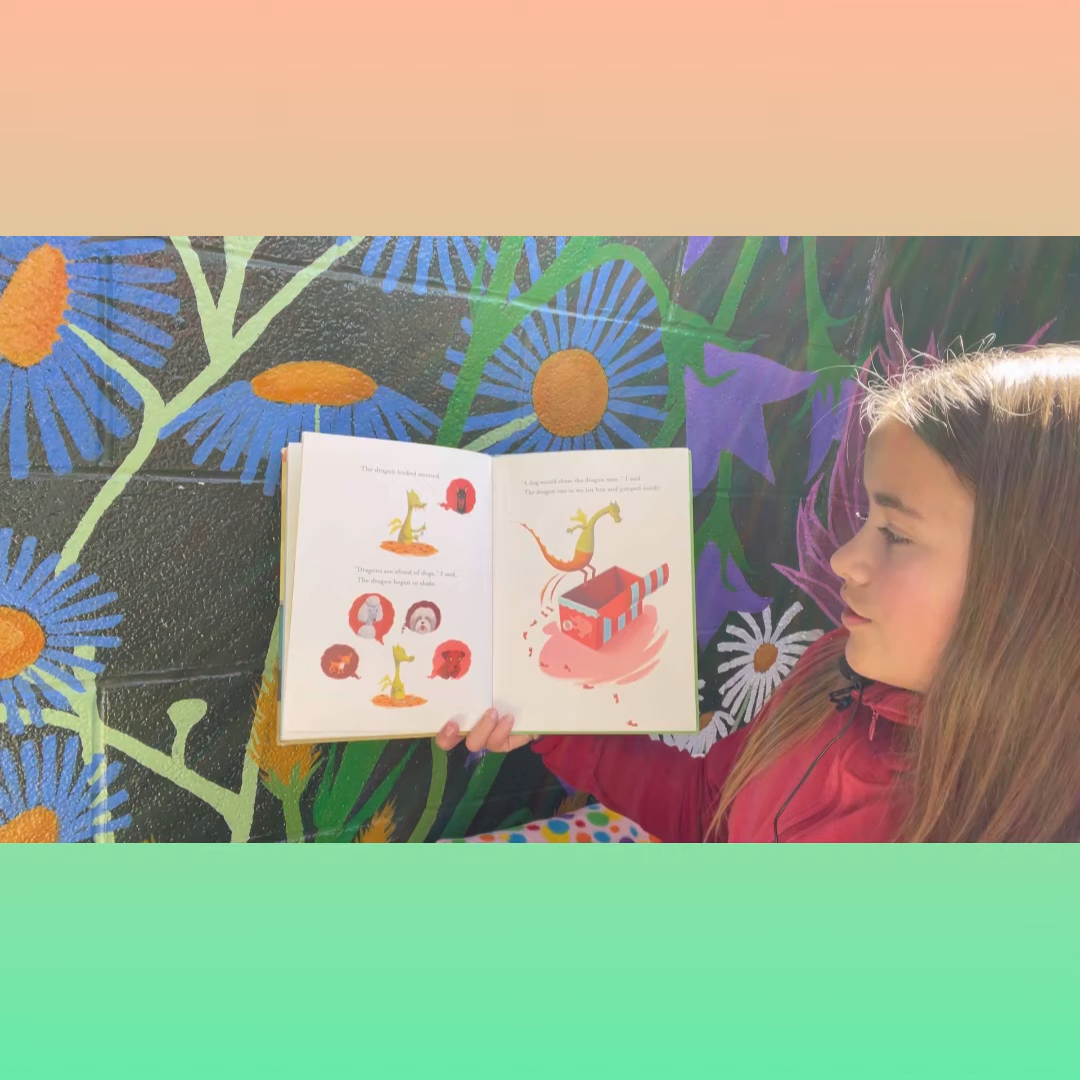 The dragon looked around.
"Dragons are afraid of dogs," I said.
The dragon began to shake.
"A dog would chase the dragon away," I said.
The dragon ran to my toy box and jumped inside.